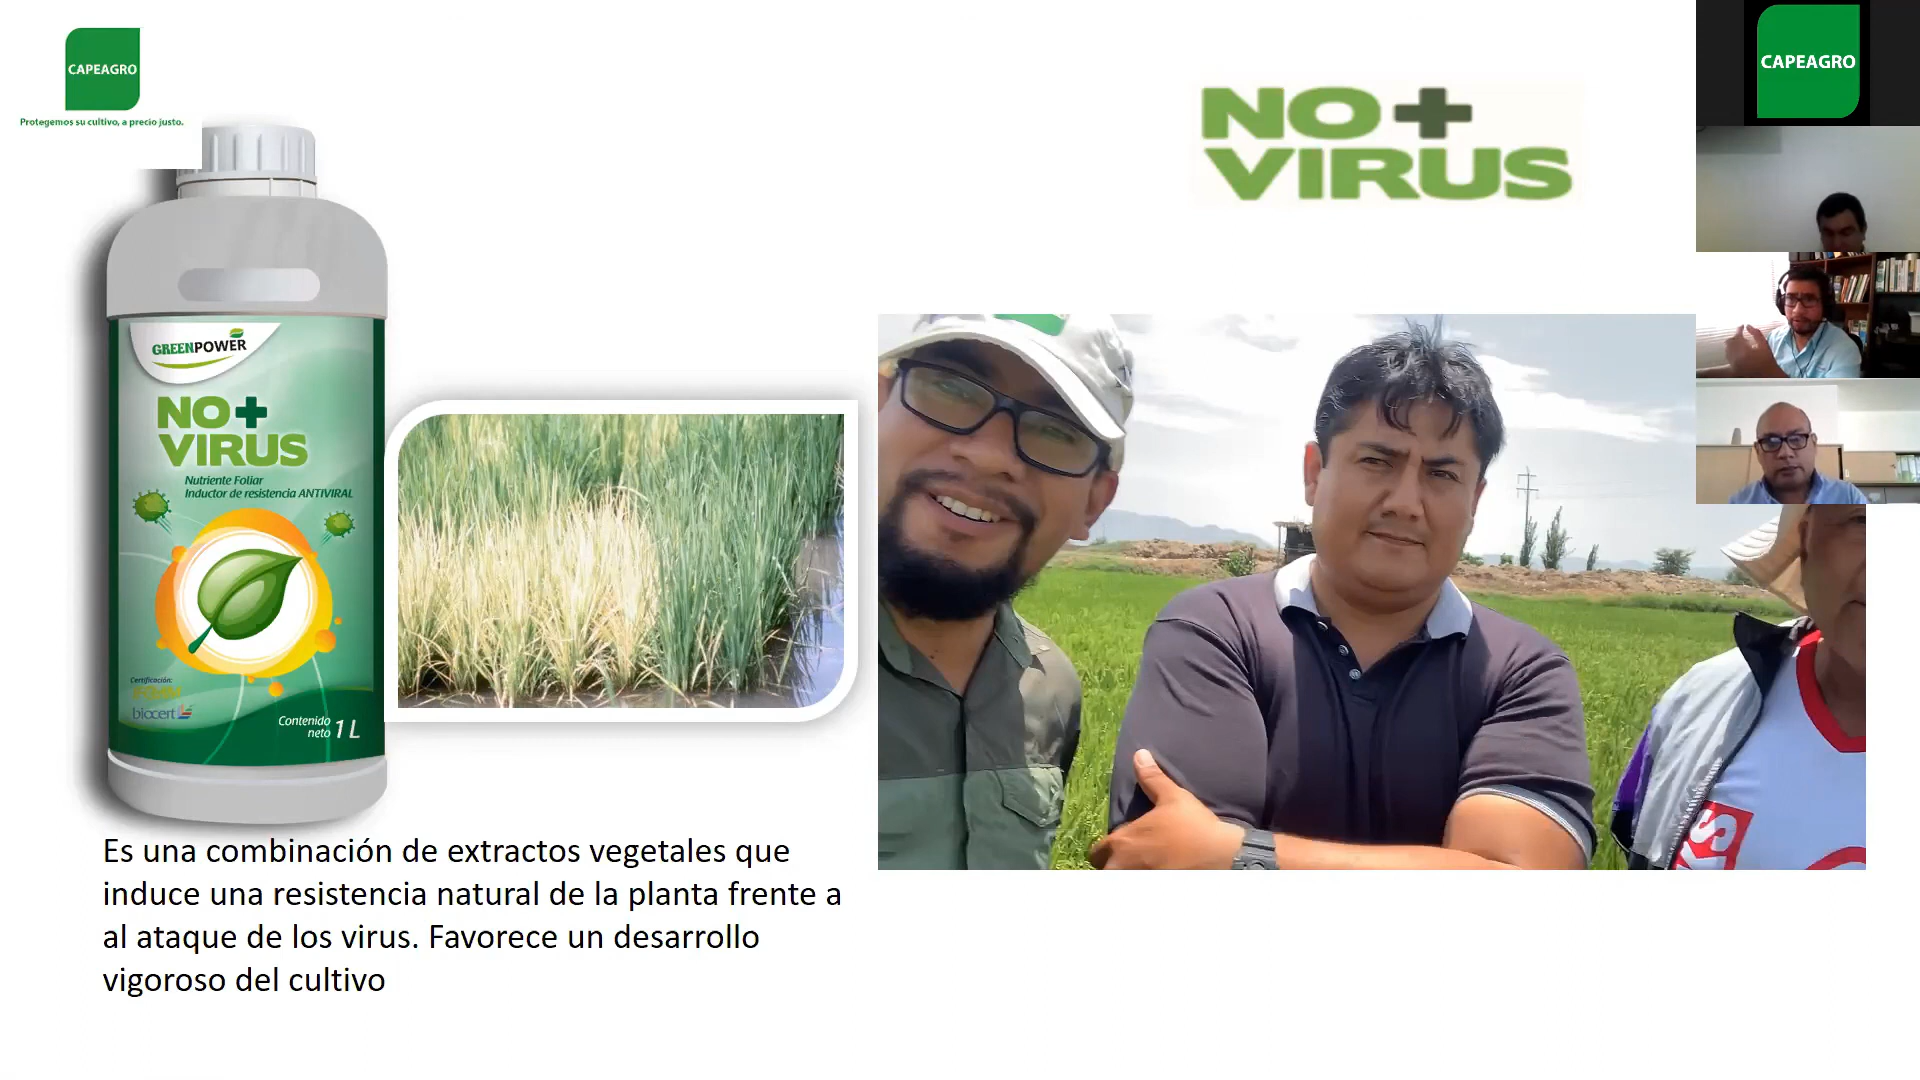 CAPEAGRO
Protegemos su cultivo, a precio justo.
NO+
VIRUS
CAPEAGRO
GREENPOWER
NO+
VIRUS
Nutriente Foliar
Inductor de resistencia ANTIVIRAL
Certificación:
biocert
Contenido
neto 1 L
Es una combinación de extractos vegetales que
induce una resistencia natural de la planta frente a
al ataque de los virus. Favorece un desarrollo
vigoroso del cultivo